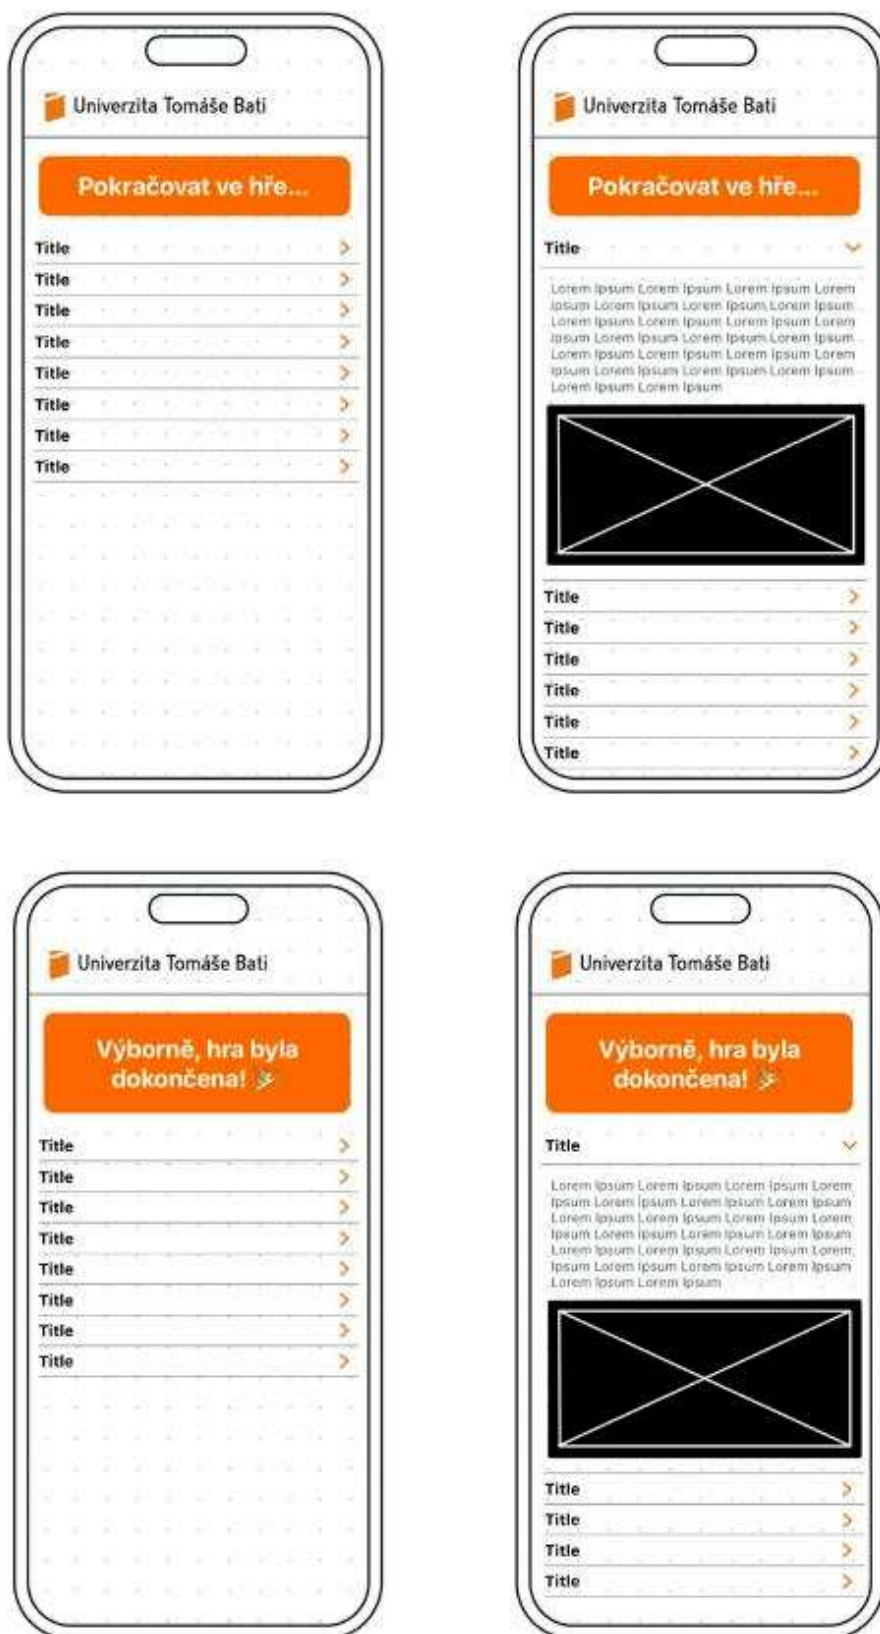 Univerzita Tomáše Bati
Pokračovat ve hře...
Title
Title
Title
Title
Title
Title
Title
Title
Univerzita Tomáše Bati
Pokračovat ve hře...
Title
Lorem Ipsum Lorem Ipsum Lorem Ipsum Lorem
Ipsum Lorem Ipsum Lorem Ipsum Lorem Ipsum
Lorem Ipsum Lorem Ipsum Lorem Ipsum Lorem
Ipsum Lorem Ipsum Lorem Ipsum Lorem Ipsum
Lorem Ipsum Lorem Ipsum Lorem Ipsum Lorem
Ipsum Lorem Ipsum Lorem Ipsum Lorem Ipsum
Lorem Ipsum Lorem Ipsum
Title
Title
Title
Title
Title
Title
Univerzita Tomáše Bati
Výborně, hra byla
dokončena! 🎉
Title
Title
Title
Title
Title
Title
Title
Title
Univerzita Tomáše Bati
Výborně, hra byla
dokončena! 🎉
Title
Lorem Ipsum Lorem Ipsum Lorem Ipsum Lorem
Ipsum Lorem Ipsum Lorem Ipsum Lorem Ipsum
Lorem Ipsum Lorem Ipsum Lorem Ipsum Lorem
Ipsum Lorem Ipsum Lorem Ipsum Lorem Ipsum
Lorem Ipsum Lorem Ipsum Lorem Ipsum Lorem
Ipsum Lorem Ipsum Lorem Ipsum Lorem Ipsum
Lorem Ipsum Lorem Ipsum
Title
Title
Title
Title